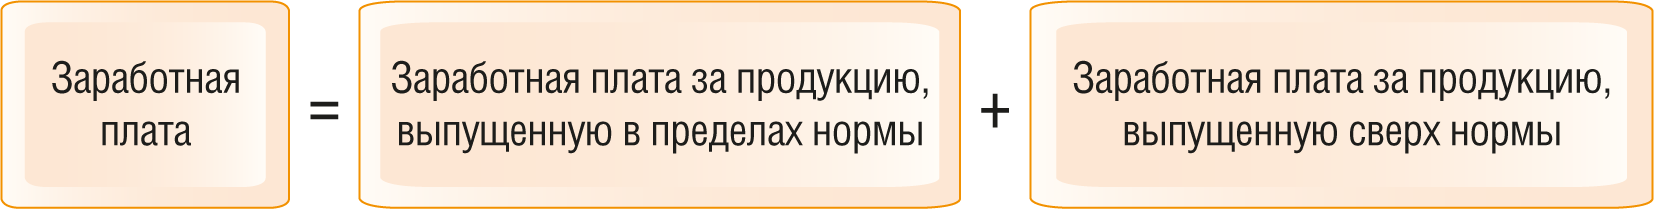 Заработная
плата
=
Заработная плата за продукцию,
выпущенную в пределах нормы
+
Заработная плата за продукцию,
выпущенную сверх нормы